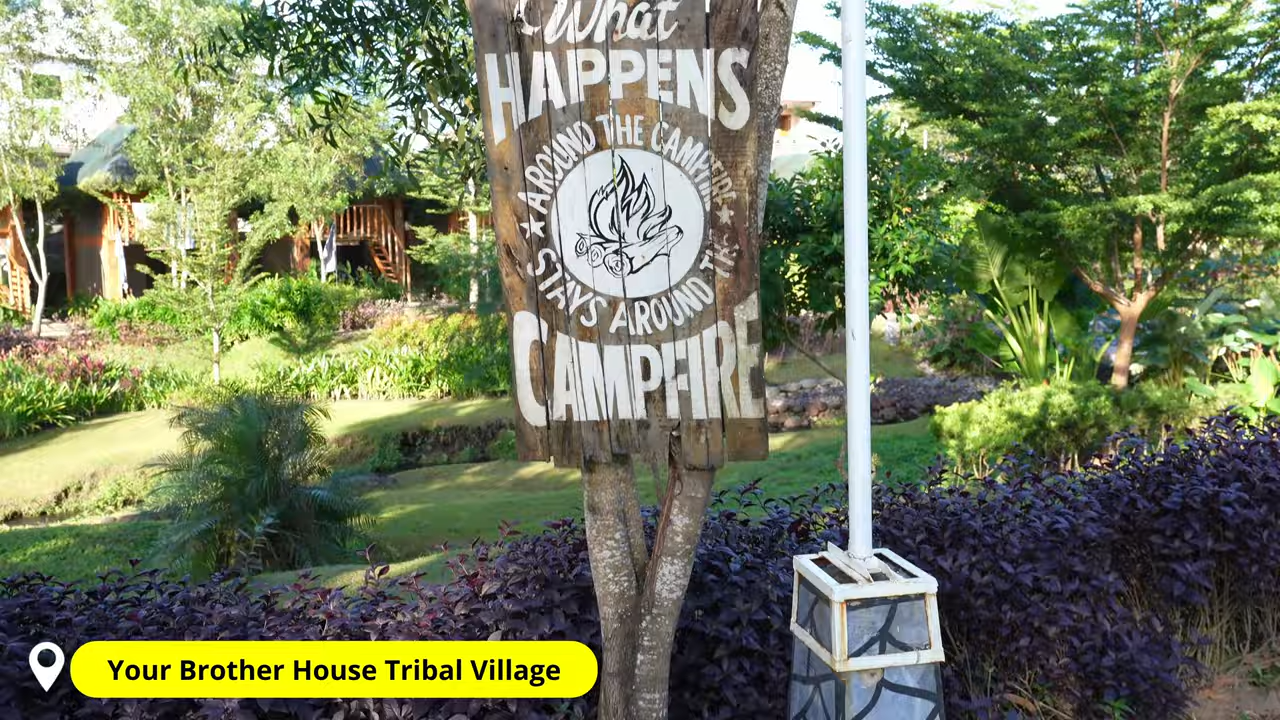 What
HAPPENS
AROUND THE CAMPFIRE
STAYS AROUND THE
CAMPFIRE
Your Brother House Tribal Village